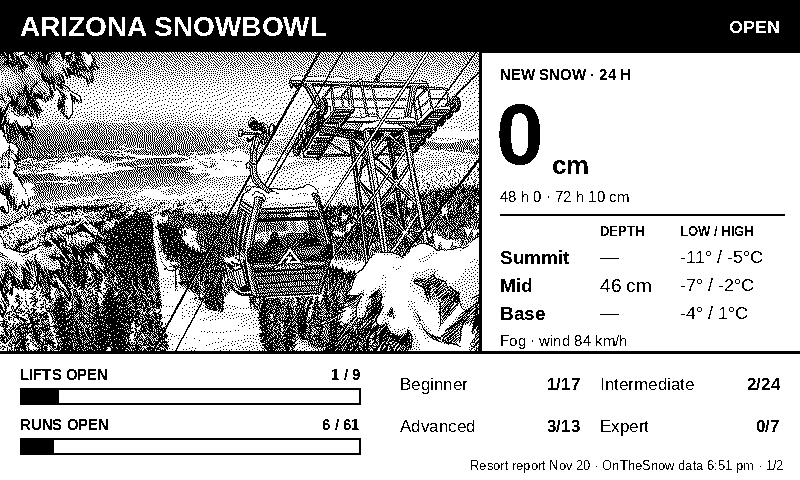 ARIZONA SNOWBOWL OPEN
NEW SNOW · 24 H
0 cm
48 h 0 · 72 h 10 cm
DEPTH LOW / HIGH
Summit — -11° / -5°C
Mid 46 cm -7° / -2°C
Base — -4° / 1°C
Fog · wind 84 km/h
LIFTS OPEN 1 / 9
RUNS OPEN 6 / 61
Beginner 1/17 Intermediate 2/24
Advanced 3/13 Expert 0/7
Resort report Nov 20 · OnTheSnow data 6:51 pm · 1/2